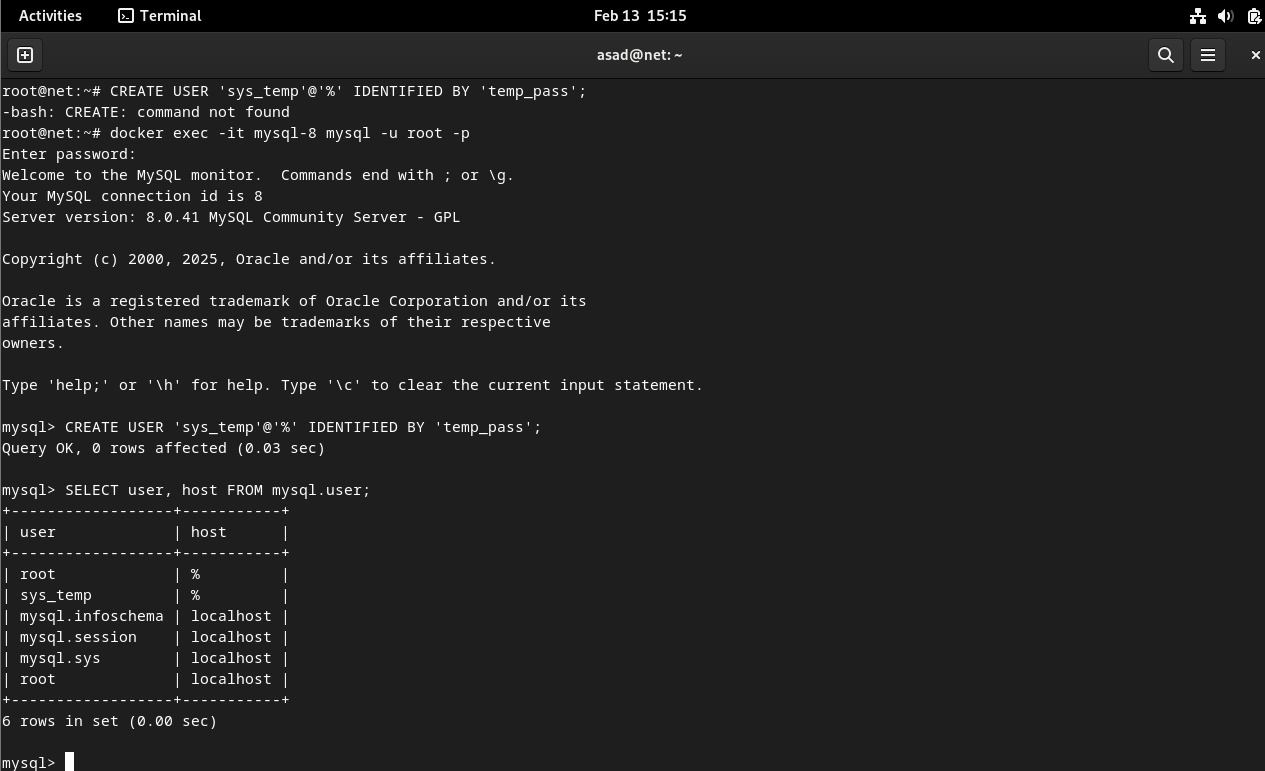 Activities Terminal Feb 13 15:15
asad@net: ~
root@net:~# CREATE USER 'sys_temp'@'%' IDENTIFIED BY 'temp_pass';
-bash: CREATE: command not found
root@net:~# docker exec -it mysql-8 mysql -u root -p
Enter password:
Welcome to the MySQL monitor.  Commands end with ; or \g.
Your MySQL connection id is 8
Server version: 8.0.41 MySQL Community Server - GPL

Copyright (c) 2000, 2025, Oracle and/or its affiliates.

Oracle is a registered trademark of Oracle Corporation and/or its
affiliates. Other names may be trademarks of their respective
owners.

Type 'help;' or '\h' for help. Type '\c' to clear the current input statement.

mysql> CREATE USER 'sys_temp'@'%' IDENTIFIED BY 'temp_pass';
Query OK, 0 rows affected (0.03 sec)

mysql> SELECT user, host FROM mysql.user;
+------------------+-----------+
| user             | host      |
+------------------+-----------+
| root             | %         |
| sys_temp         | %         |
| mysql.infoschema | localhost |
| mysql.session    | localhost |
| mysql.sys        | localhost |
| root             | localhost |
+------------------+-----------+
6 rows in set (0.00 sec)

mysql>